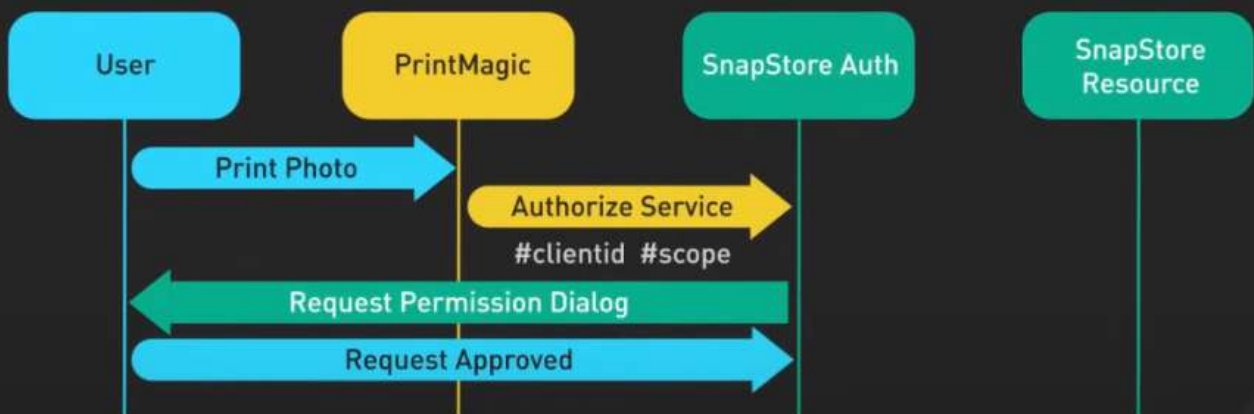 User
PrintMagic
SnapStore Auth
SnapStore
Resource
Print Photo
Authorize Service
#clientid #scope
Request Permission Dialog
Request Approved